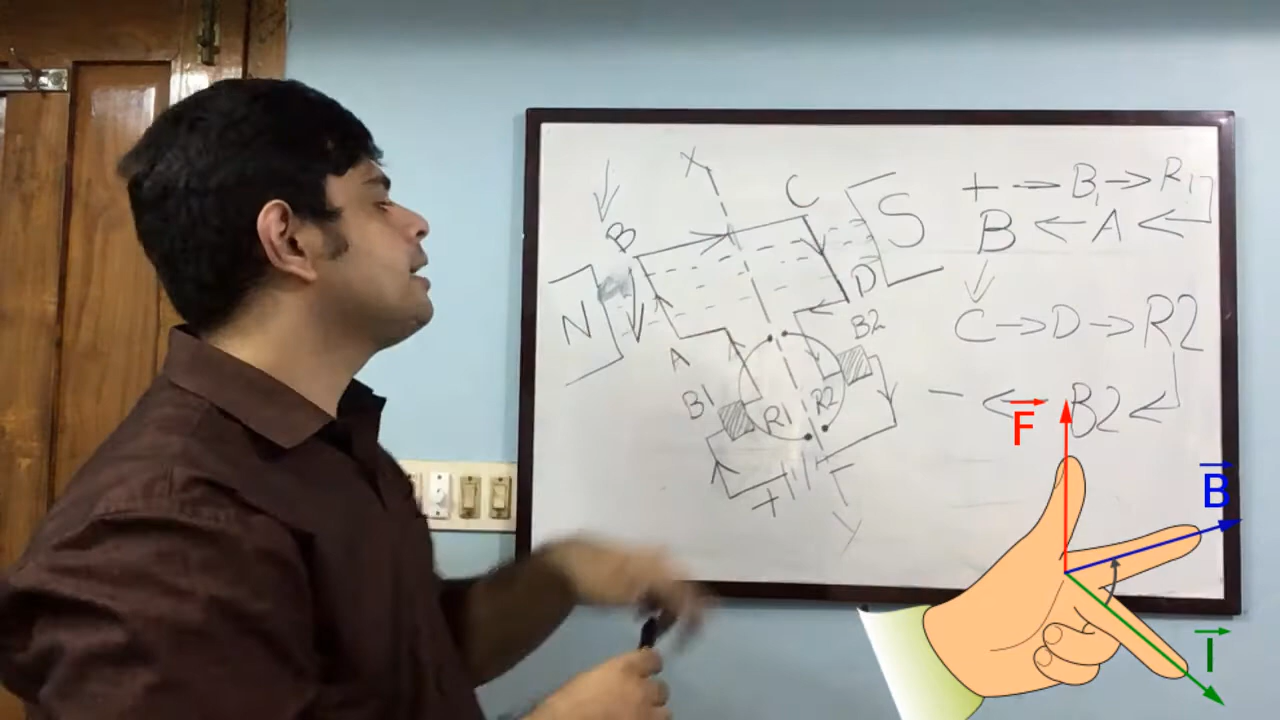 X
C
S
B
N
A
D
B2
B1
R1
R2
+
−
Y
+ → B1 → R1
B ← A ←
C → D → R2
− ← B2 ←
F
B
I